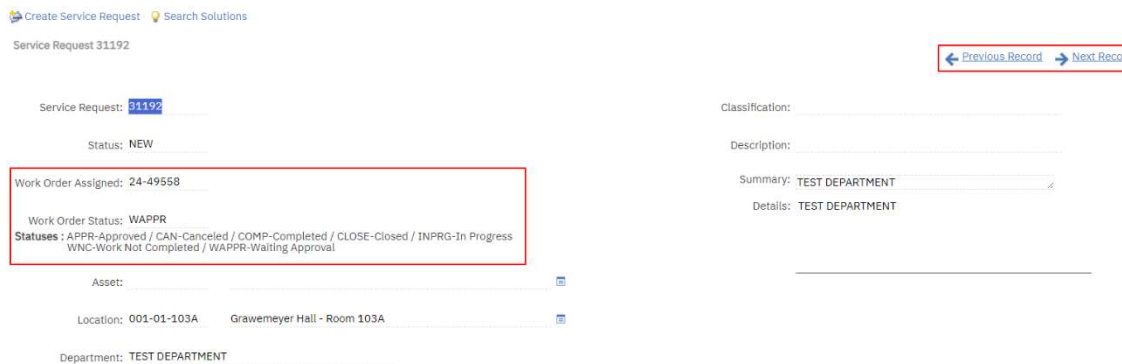 Create Service Request Search Solutions
Service Request 31192
Previous Record Next Reco
Service Request: 31192
Classification:
Status: NEW
Description:
Work Order Assigned: 24-49558
Summary: TEST DEPARTMENT
Work Order Status: WAPPR
Details: TEST DEPARTMENT
Statuses : APPR-Approved / CAN-Canceled / COMP-Completed / CLOSE-Closed / INPRG-In Progress
WNC-Work Not Completed / WAPPR-Waiting Approval
Asset:
Location: 001-01-103A Grawemeyer Hall - Room 103A
Department: TEST DEPARTMENT